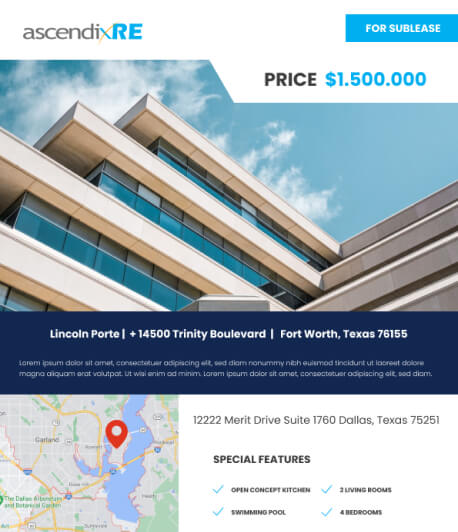 ascendixRE
FOR SUBLEASE
PRICE $1.500.000
Lincoln Porte | + 14500 Trinity Boulevard | Fort Worth, Texas 76155
Lorem ipsum dolor sit amet, consectetuer adipiscing elit, sed diam nonummy nibh euismod tincidunt ut laoreet dolore
magna aliquam erat volutpat. Ut wisi enim ad minim. Lorem ipsum dolor sit amet, consectetuer adipiscing elit, sed diam.
12222 Merit Drive Suite 1760 Dallas, Texas 75251
Garland
The Dallas Arboretum
and Botanical Garden
Sunnyvale
Heath
SPECIAL FEATURES
OPEN CONCEPT KITCHEN
2 LIVING ROOMS
SWIMMING POOL
4 BEDROOMS